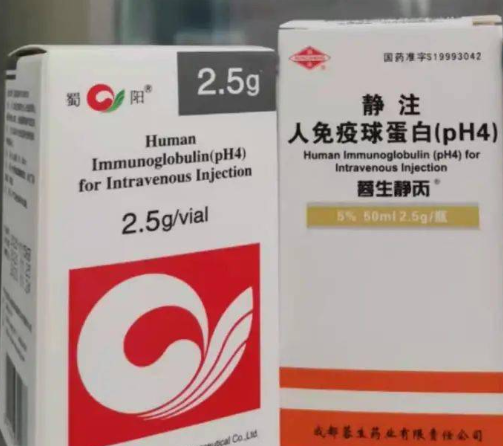 蜀 阳®
2.5g
Human
Immunoglobulin(pH4)
for Intravenous Injection
2.5g/vial
Co.,Ltd.
国药准字S19993042
静注
人免疫球蛋白(pH4)
Human Immunoglobulin (pH4) for
Intravenous Injection
蓉生静丙®
5% 50ml 2.5g/瓶
成都蓉生药业有限责任公司